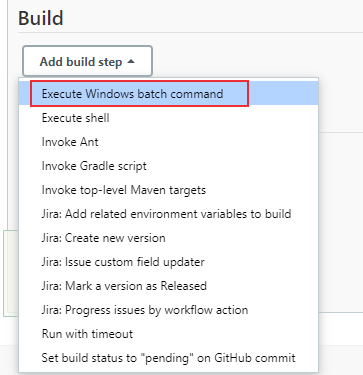 Build
Add build step
Execute Windows batch command
Execute shell
Invoke Ant
Invoke Gradle script
Invoke top-level Maven targets
Jira: Add related environment variables to build
Jira: Create new version
Jira: Issue custom field updater
Jira: Mark a version as Released
Jira: Progress issues by workflow action
Run with timeout
Set build status to "pending" on GitHub commit